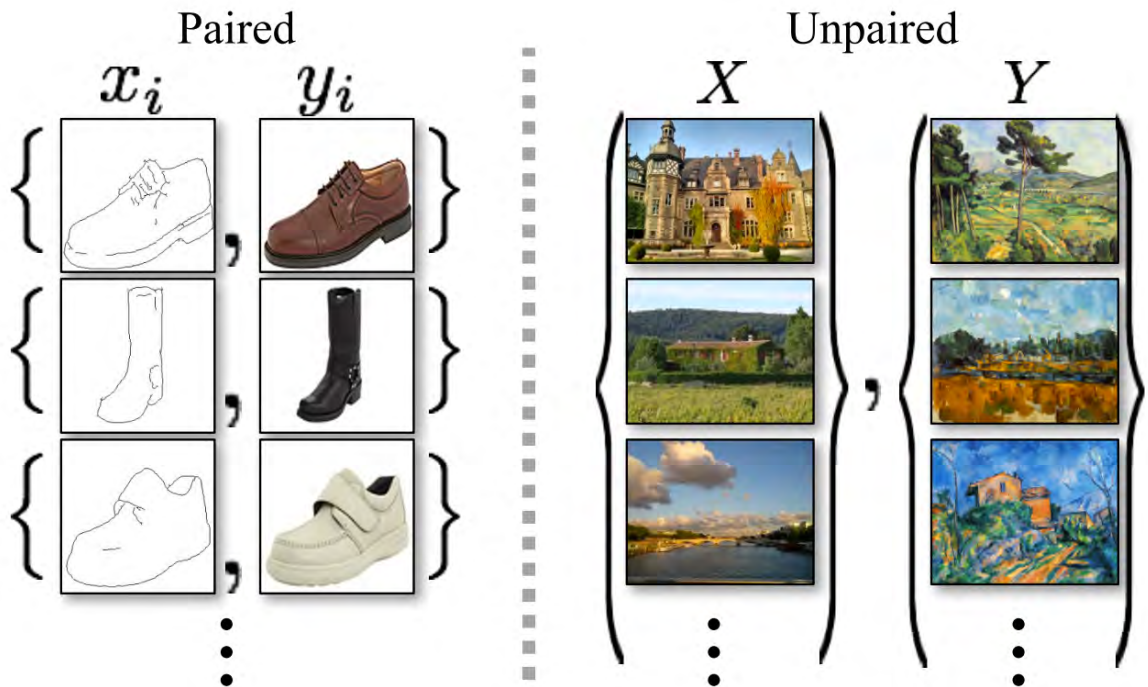 Paired
Unpaired
x_i
y_i
X
Y
{ , }
{ , }
{ , }
{ } , { }
⋮
⋮
⋮